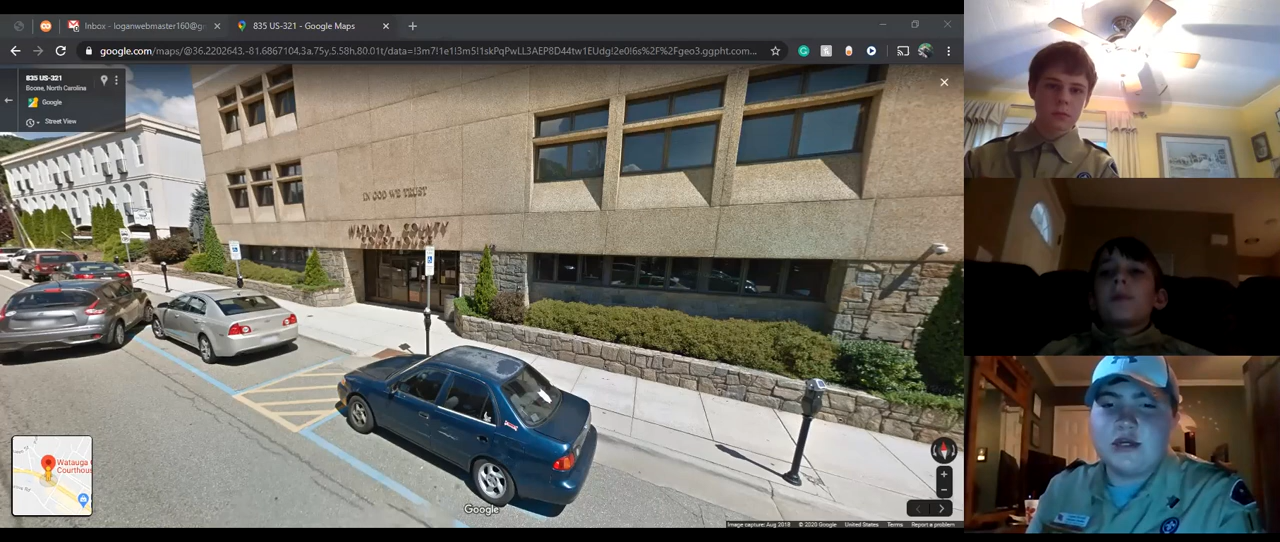 Inbox - loganwebmaster160@g
835 US-321 - Google Maps
google.com/maps/@36.2202643,-81.6867104,3a,75y,5.58h,80.01t/data=!3m7!1e1!3m5!1skPqPwLL3AEP8D44tw1EUdg!2e0!6s%2F%2Fgeo3.ggpht.com...
835 US-321
Boone, North Carolina
Google
Street View
IN GOD WE TRUST
WATAUGA COUNTY
COURTHOUSE
Watauga
Courthous
Google
Image capture: Aug 2018 © 2020 Google United States Terms Report a problem